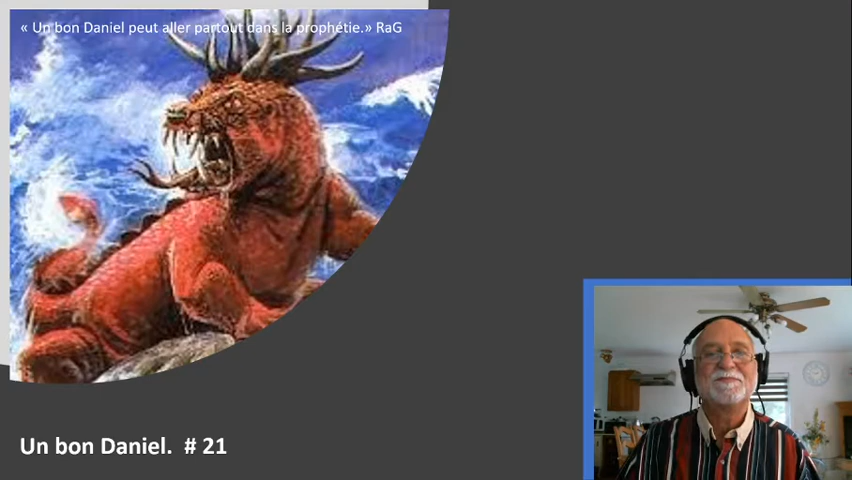 « Un bon Daniel peut aller partout dans la prophétie.» RaG
Un bon Daniel.  # 21